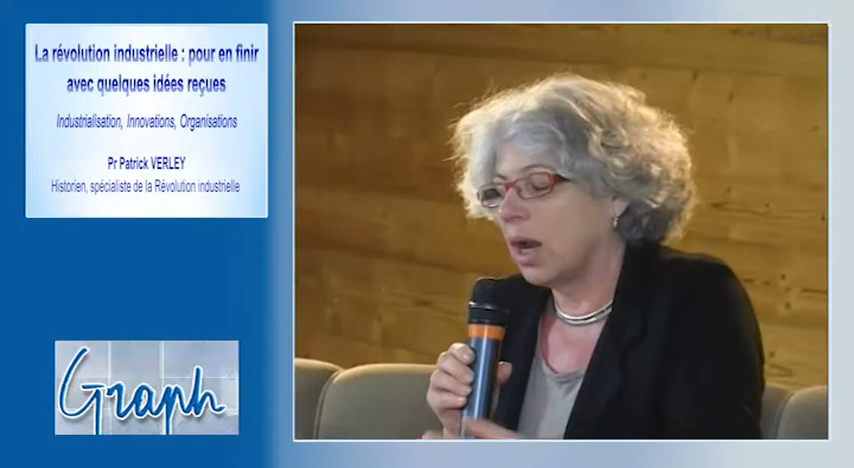 La révolution industrielle : pour en finir
avec quelques idées reçues
Industrialisation, Innovations, Organisations
Pr Patrick VERLEY
Historien, spécialiste de la Révolution industrielle
Graph